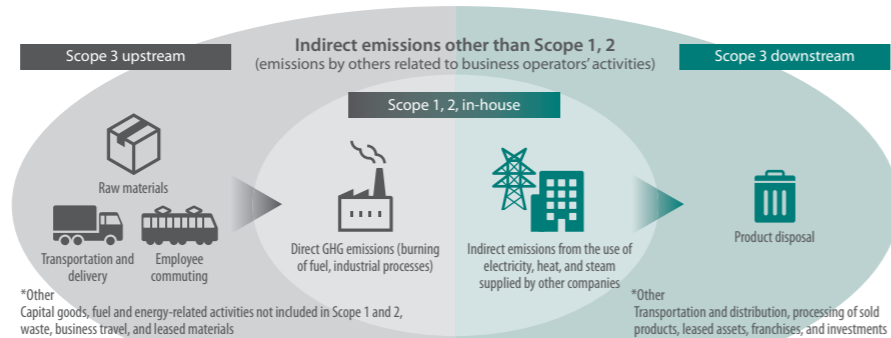 Indirect emissions other than Scope 1, 2
(emissions by others related to business operators' activities)
Scope 3 upstream
Scope 3 downstream
Scope 1, 2, in-house
Raw materials
Transportation and
delivery
Employee
commuting
Direct GHG emissions (burning
of fuel, industrial processes)
Indirect emissions from the use of
electricity, heat, and steam
supplied by other companies
Product disposal
*Other
Capital goods, fuel and energy-related activities not included in Scope 1 and 2,
waste, business travel, and leased materials
*Other
Transportation and distribution, processing of sold
products, leased assets, franchises, and investments